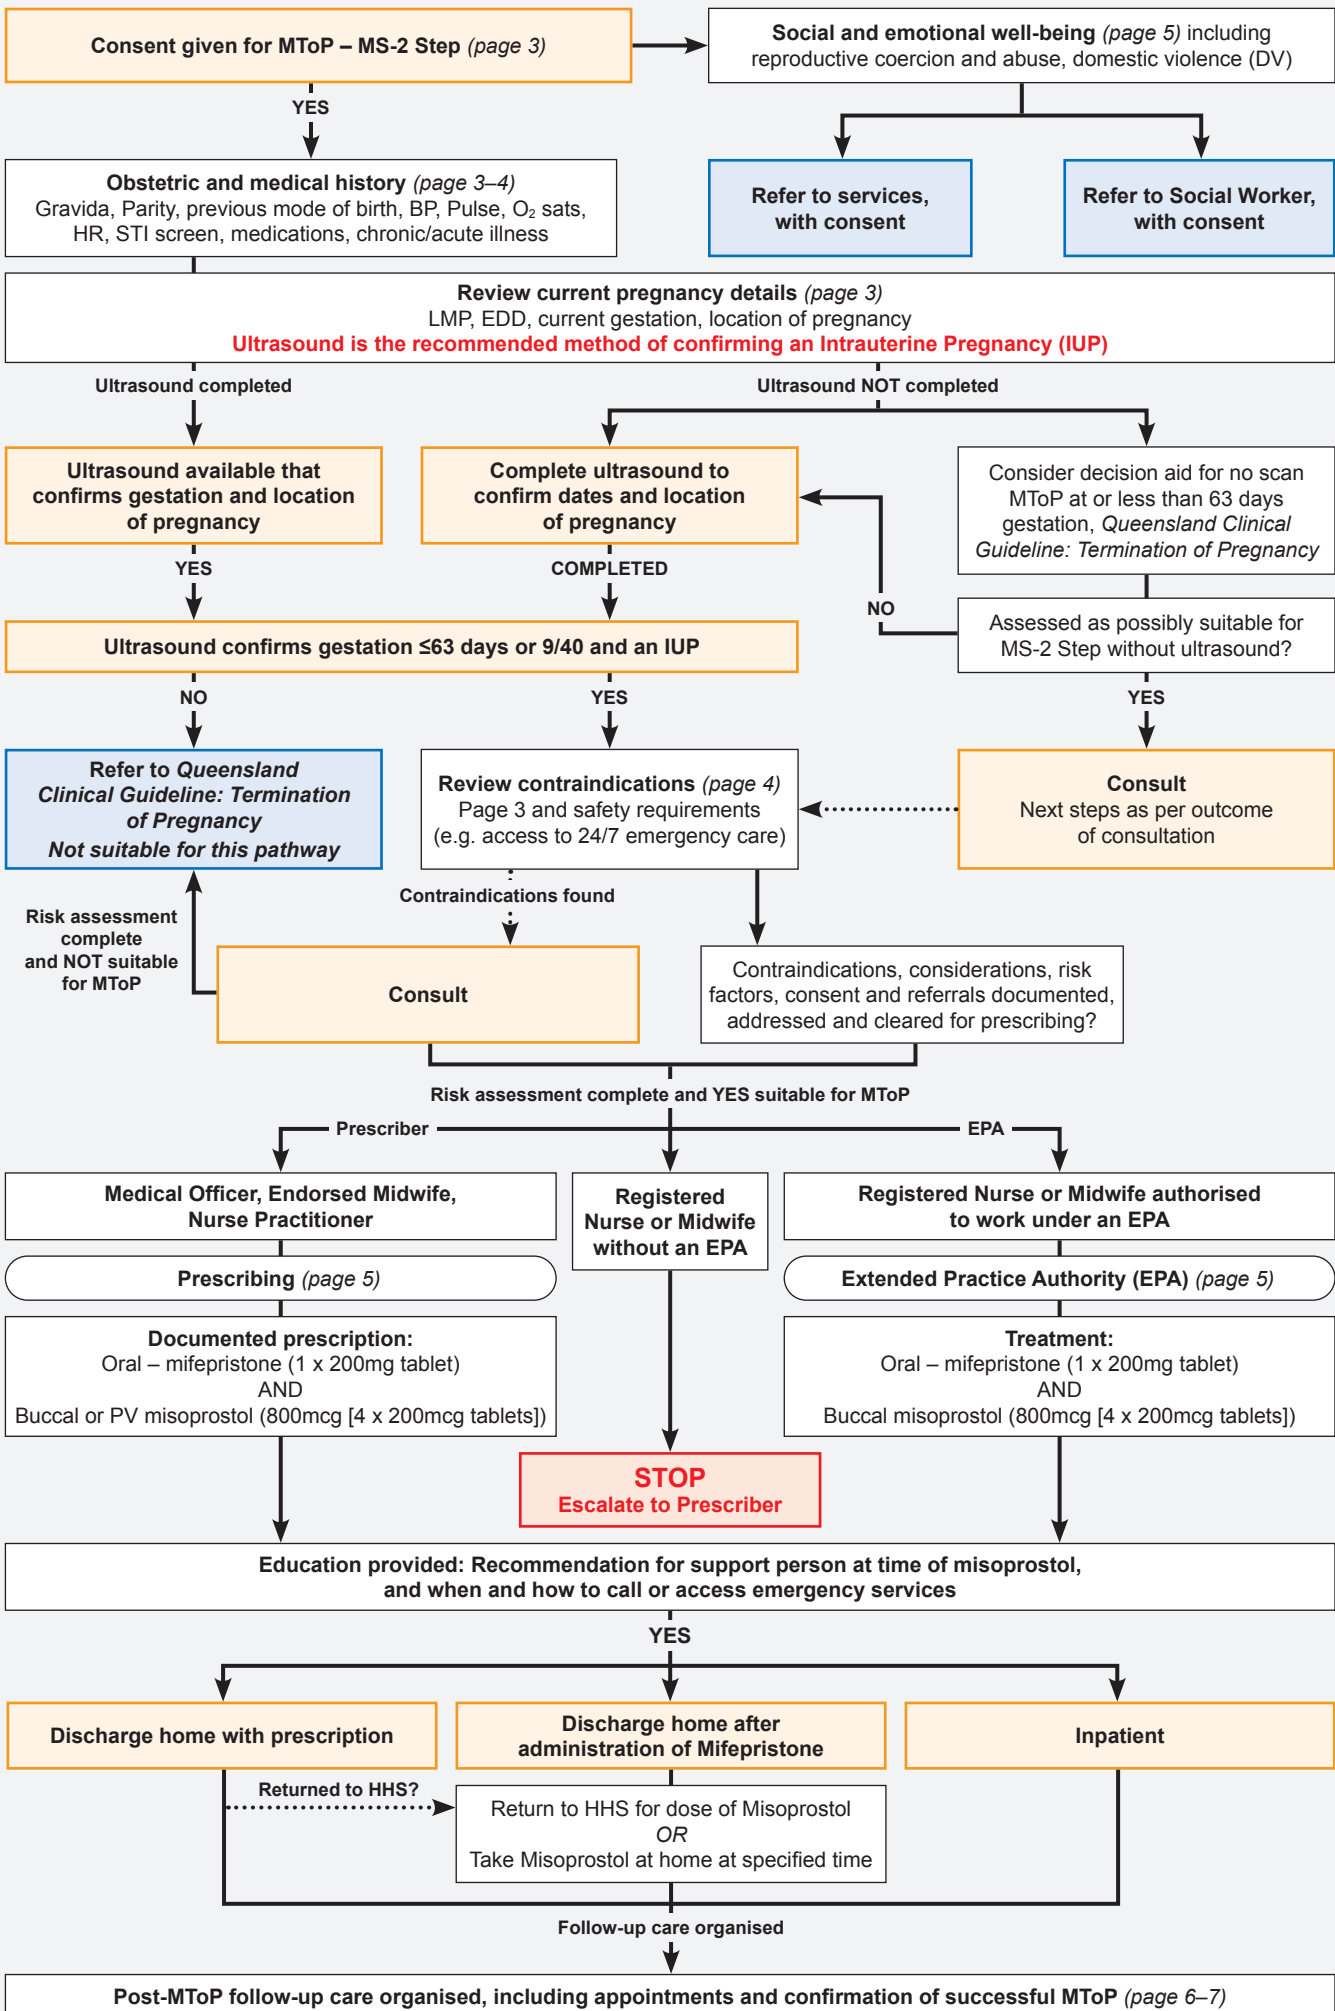 Consent given for MToP – MS-2 Step (page 3)
Social and emotional well-being (page 5) including
reproductive coercion and abuse, domestic violence (DV)
YES
Refer to services,
with consent
Refer to Social Worker,
with consent
Obstetric and medical history (page 3–4)
Gravida, Parity, previous mode of birth, BP, Pulse, O₂ sats,
HR, STI screen, medications, chronic/acute illness
Review current pregnancy details (page 3)
LMP, EDD, current gestation, location of pregnancy
Ultrasound is the recommended method of confirming an Intrauterine Pregnancy (IUP)
Ultrasound completed
Ultrasound NOT completed
Ultrasound available that
confirms gestation and location
of pregnancy
Complete ultrasound to
confirm dates and location
of pregnancy
Consider decision aid for no scan
MToP at or less than 63 days
gestation, Queensland Clinical
Guideline: Termination of Pregnancy
YES
COMPLETED
NO
Assessed as possibly suitable for
MS-2 Step without ultrasound?
Ultrasound confirms gestation ≤63 days or 9/40 and an IUP
NO
YES
YES
Refer to Queensland
Clinical Guideline: Termination
of Pregnancy
Not suitable for this pathway
Review contraindications (page 4)
Page 3 and safety requirements
(e.g. access to 24/7 emergency care)
Consult
Next steps as per outcome
of consultation
Contraindications found
Risk assessment
complete
and NOT suitable
for MToP
Consult
Contraindications, considerations, risk
factors, consent and referrals documented,
addressed and cleared for prescribing?
Risk assessment complete and YES suitable for MToP
Prescriber
EPA
Medical Officer, Endorsed Midwife,
Nurse Practitioner
Registered
Nurse or Midwife
without an EPA
Registered Nurse or Midwife authorised
to work under an EPA
Prescribing (page 5)
Extended Practice Authority (EPA) (page 5)
Documented prescription:
Oral – mifepristone (1 x 200mg tablet)
AND
Buccal or PV misoprostol (800mcg [4 x 200mcg tablets])
Treatment:
Oral – mifepristone (1 x 200mg tablet)
AND
Buccal misoprostol (800mcg [4 x 200mcg tablets])
STOP
Escalate to Prescriber
Education provided: Recommendation for support person at time of misoprostol,
and when and how to call or access emergency services
YES
Discharge home with prescription
Discharge home after
administration of Mifepristone
Inpatient
Returned to HHS?
Return to HHS for dose of Misoprostol
OR
Take Misoprostol at home at specified time
Follow-up care organised
Post-MToP follow-up care organised, including appointments and confirmation of successful MToP (page 6–7)